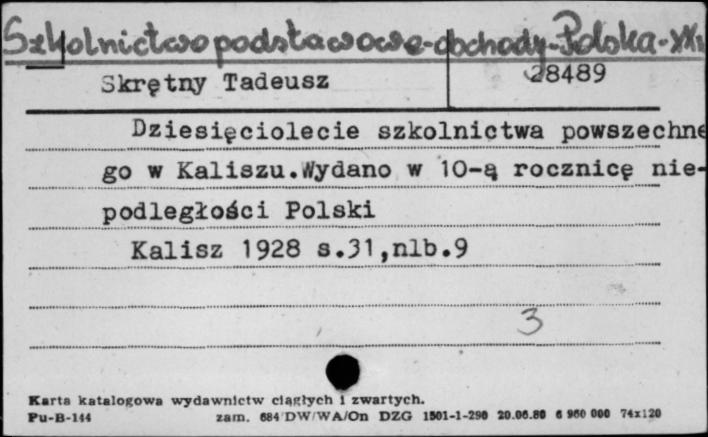 Szkolnictwo podstawowe-obchody-Polska-XX
Skrętny Tadeusz 28489
Dziesięciolecie szkolnictwa powszechne
go w Kaliszu.Wydano w 10-ą rocznicę nie-
podległości Polski
Kalisz 1928 s.31,nlb.9
3
Karta katalogowa wydawnictw ciągłych i zwartych.
Pu-B-144 zam. 684/DW/WA/On DZG 1501-1-290 20.06.80 6 960 000 74x120